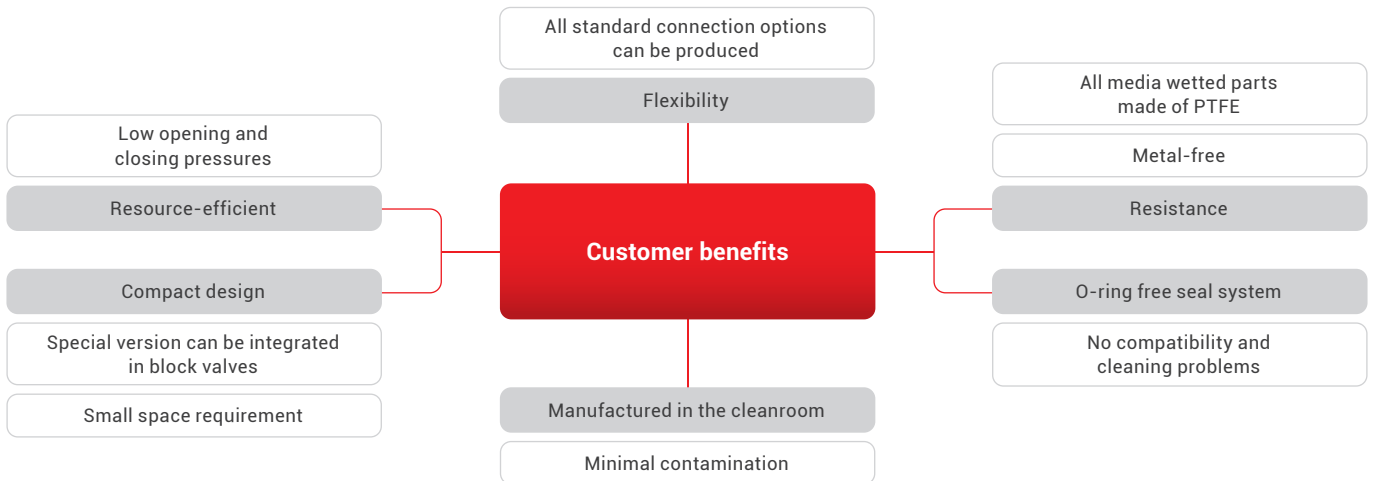 All standard connection options
can be produced
Flexibility
Low opening and
closing pressures
Resource-efficient
Compact design
Special version can be integrated
in block valves
Small space requirement
Customer benefits
All media wetted parts
made of PTFE
Metal-free
Resistance
O-ring free seal system
No compatibility and
cleaning problems
Manufactured in the cleanroom
Minimal contamination